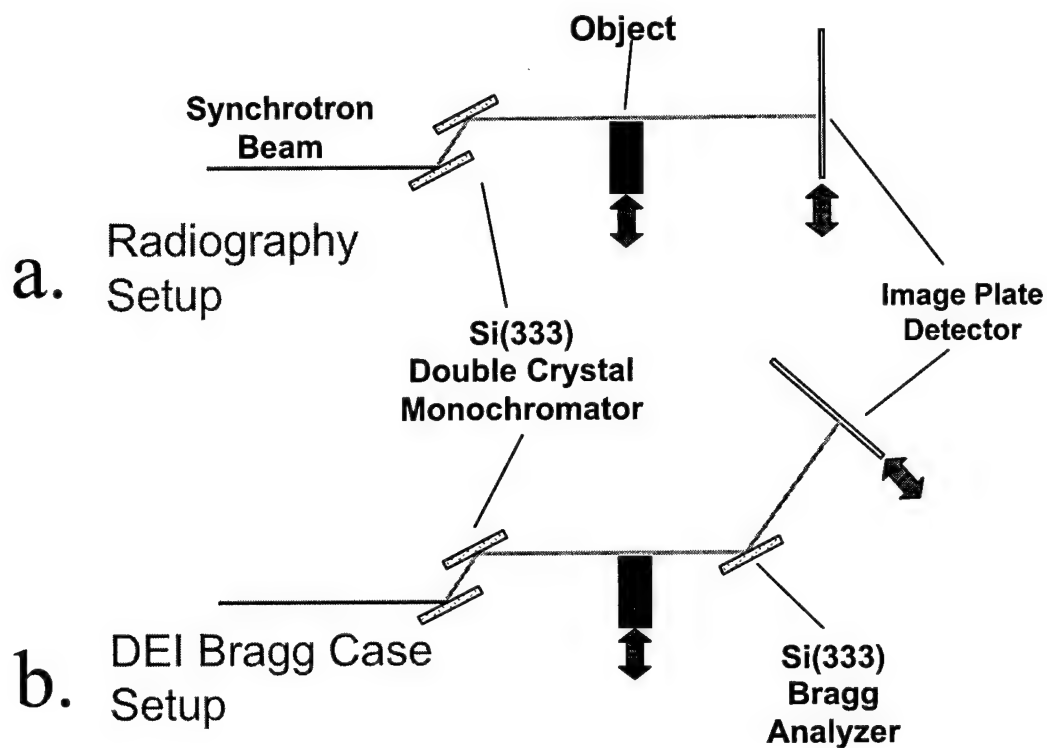 Object
Synchrotron
Beam
a.
Radiography
Setup
Image Plate
Detector
Si(333)
Double Crystal
Monochromator
b.
DEI Bragg Case
Setup
Si(333)
Bragg
Analyzer